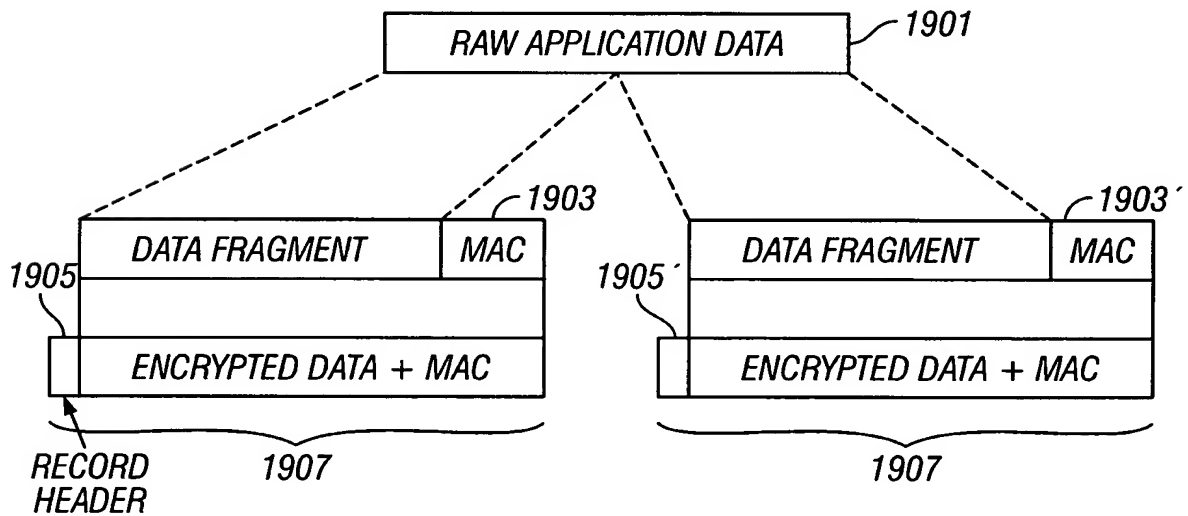 RAW APPLICATION DATA
1901
1903
1903´
DATA FRAGMENT
MAC
DATA FRAGMENT
MAC
1905
1905´
ENCRYPTED DATA + MAC
ENCRYPTED DATA + MAC
RECORD
HEADER
1907
1907